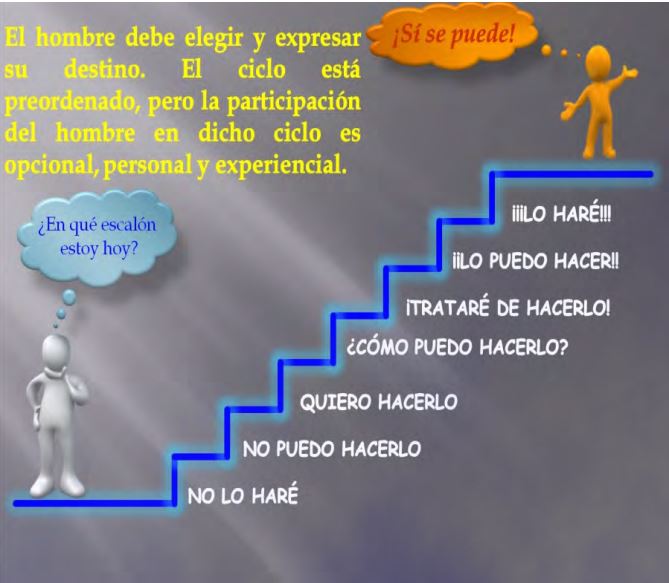 El hombre debe elegir y expresar
su destino. El ciclo está
preordenado, pero la participación
del hombre en dicho ciclo es
opcional, personal y experiencial.
¡Sí se puede!
¿En qué escalón
estoy hoy?
¡¡¡LO HARÉ!!!
¡¡LO PUEDO HACER!!
¡TRATARÉ DE HACERLO!
¿CÓMO PUEDO HACERLO?
QUIERO HACERLO
NO PUEDO HACERLO
NO LO HARÉ